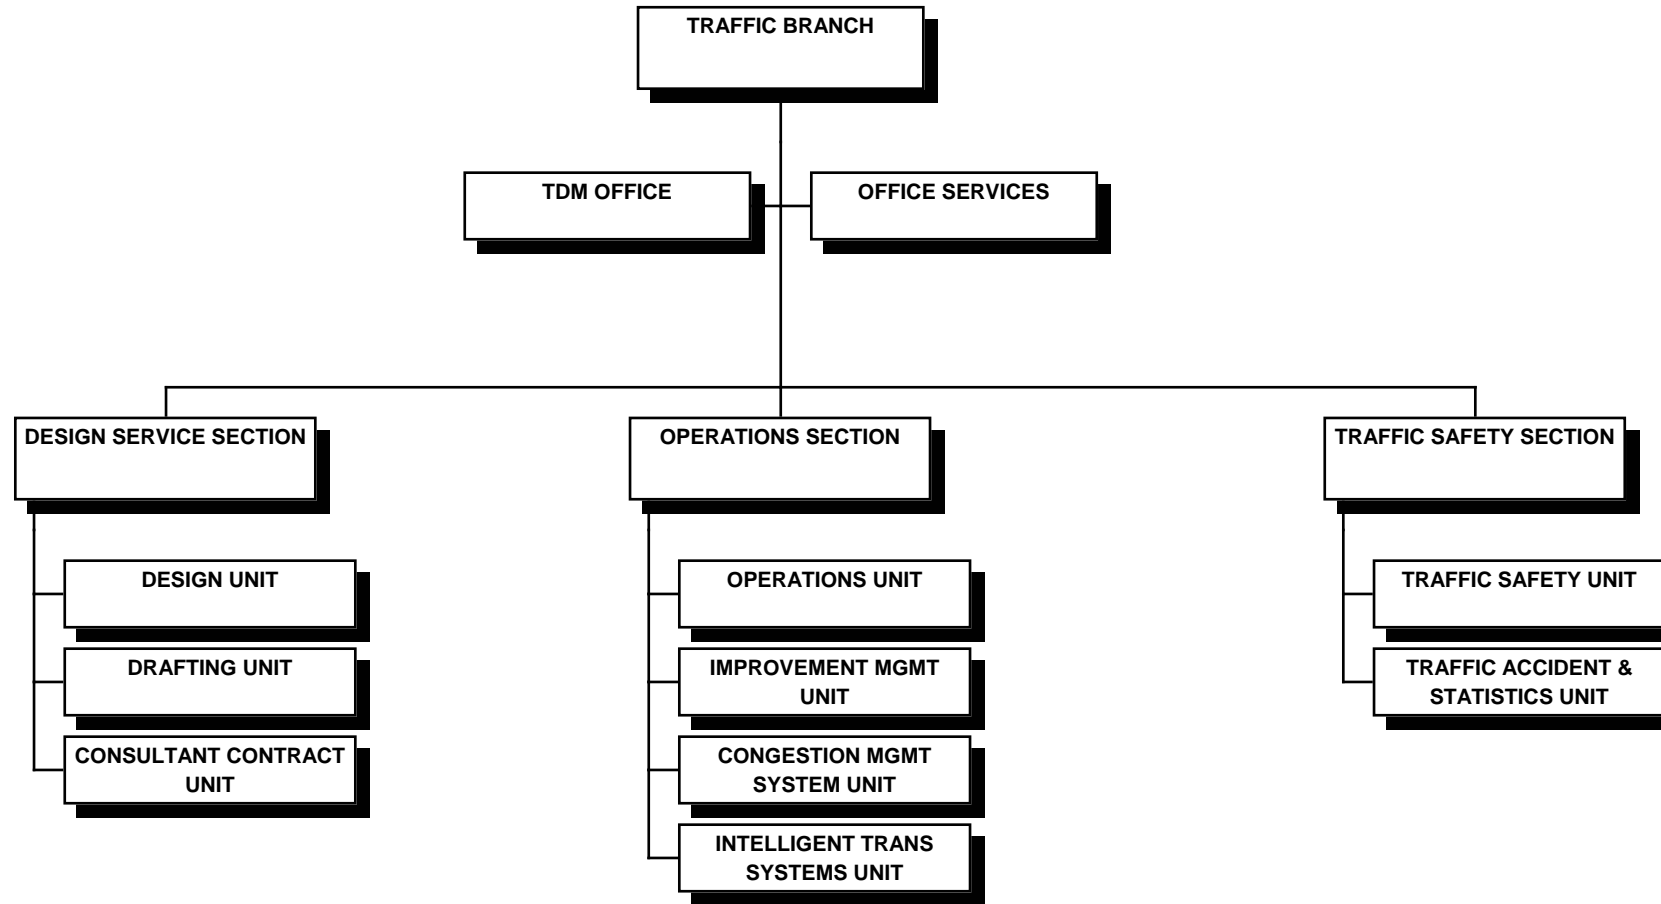 TRAFFIC BRANCH
TDM OFFICE
OFFICE SERVICES
DESIGN SERVICE SECTION
OPERATIONS SECTION
TRAFFIC SAFETY SECTION
DESIGN UNIT
DRAFTING UNIT
CONSULTANT CONTRACT
UNIT
OPERATIONS UNIT
IMPROVEMENT MGMT
UNIT
CONGESTION MGMT
SYSTEM UNIT
INTELLIGENT TRANS
SYSTEMS UNIT
TRAFFIC SAFETY UNIT
TRAFFIC ACCIDENT &
STATISTICS UNIT